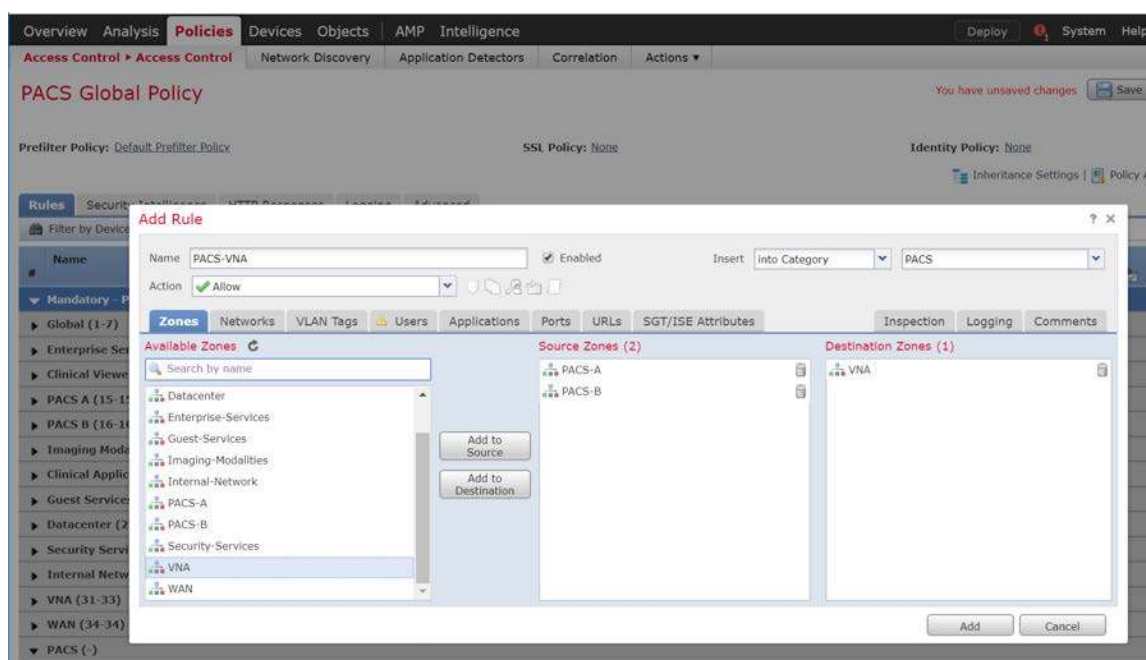 Overview Analysis Policies Devices Objects AMP Intelligence Deploy 1 System Help
Access Control ▸ Access Control Network Discovery Application Detectors Correlation Actions ▾
PACS Global Policy You have unsaved changes Save
Prefilter Policy: Default Prefilter Policy SSL Policy: None Identity Policy: None
Inheritance Settings | Policy A
Rules Security Intelligence HTTP Responses Logging Advanced
Filter by Device
Add Rule ? ×
# Name
Name PACS-VNA Enabled Insert into Category PACS
Action Allow
Mandatory - P
Zones Networks VLAN Tags Users Applications Ports URLs SGT/ISE Attributes Inspection Logging Comments
Global (1-7)
Available Zones Source Zones (2) Destination Zones (1)
Enterprise Ser
Search by name PACS-A VNA
Clinical Viewe
Datacenter PACS-B
PACS A (15-1
Enterprise-Services
PACS B (16-1
Guest-Services Add to Source
Imaging Moda
Imaging-Modalities
Clinical Applic
Internal-Network Add to Destination
Guest Service
PACS-A
Datacenter (2
PACS-B
Security Servi
Security-Services
Internal Netw
VNA
VNA (31-33)
WAN
WAN (34-34) Add Cancel
PACS (-)